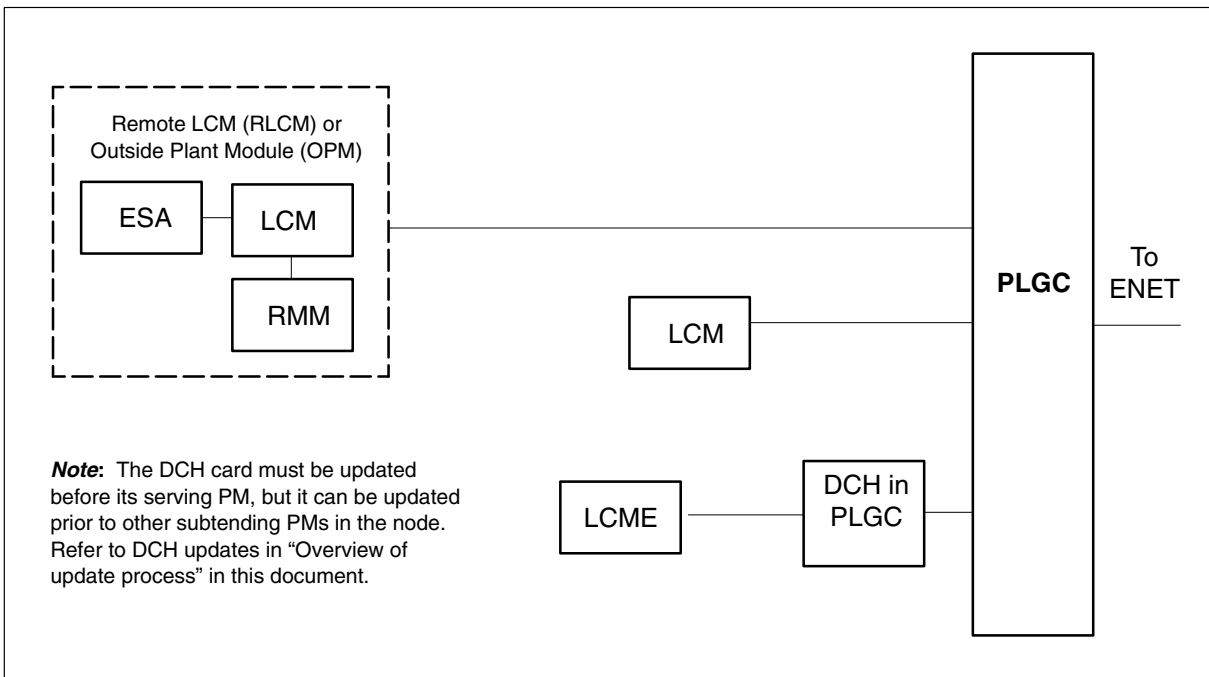 Remote LCM (RLCM) or
Outside Plant Module (OPM)
ESA
LCM
RMM
LCM
PLGC
To
ENET
LCME
DCH in
PLGC
Note: The DCH card must be updated
before its serving PM, but it can be updated
prior to other subtending PMs in the node.
Refer to DCH updates in “Overview of
update process” in this document.